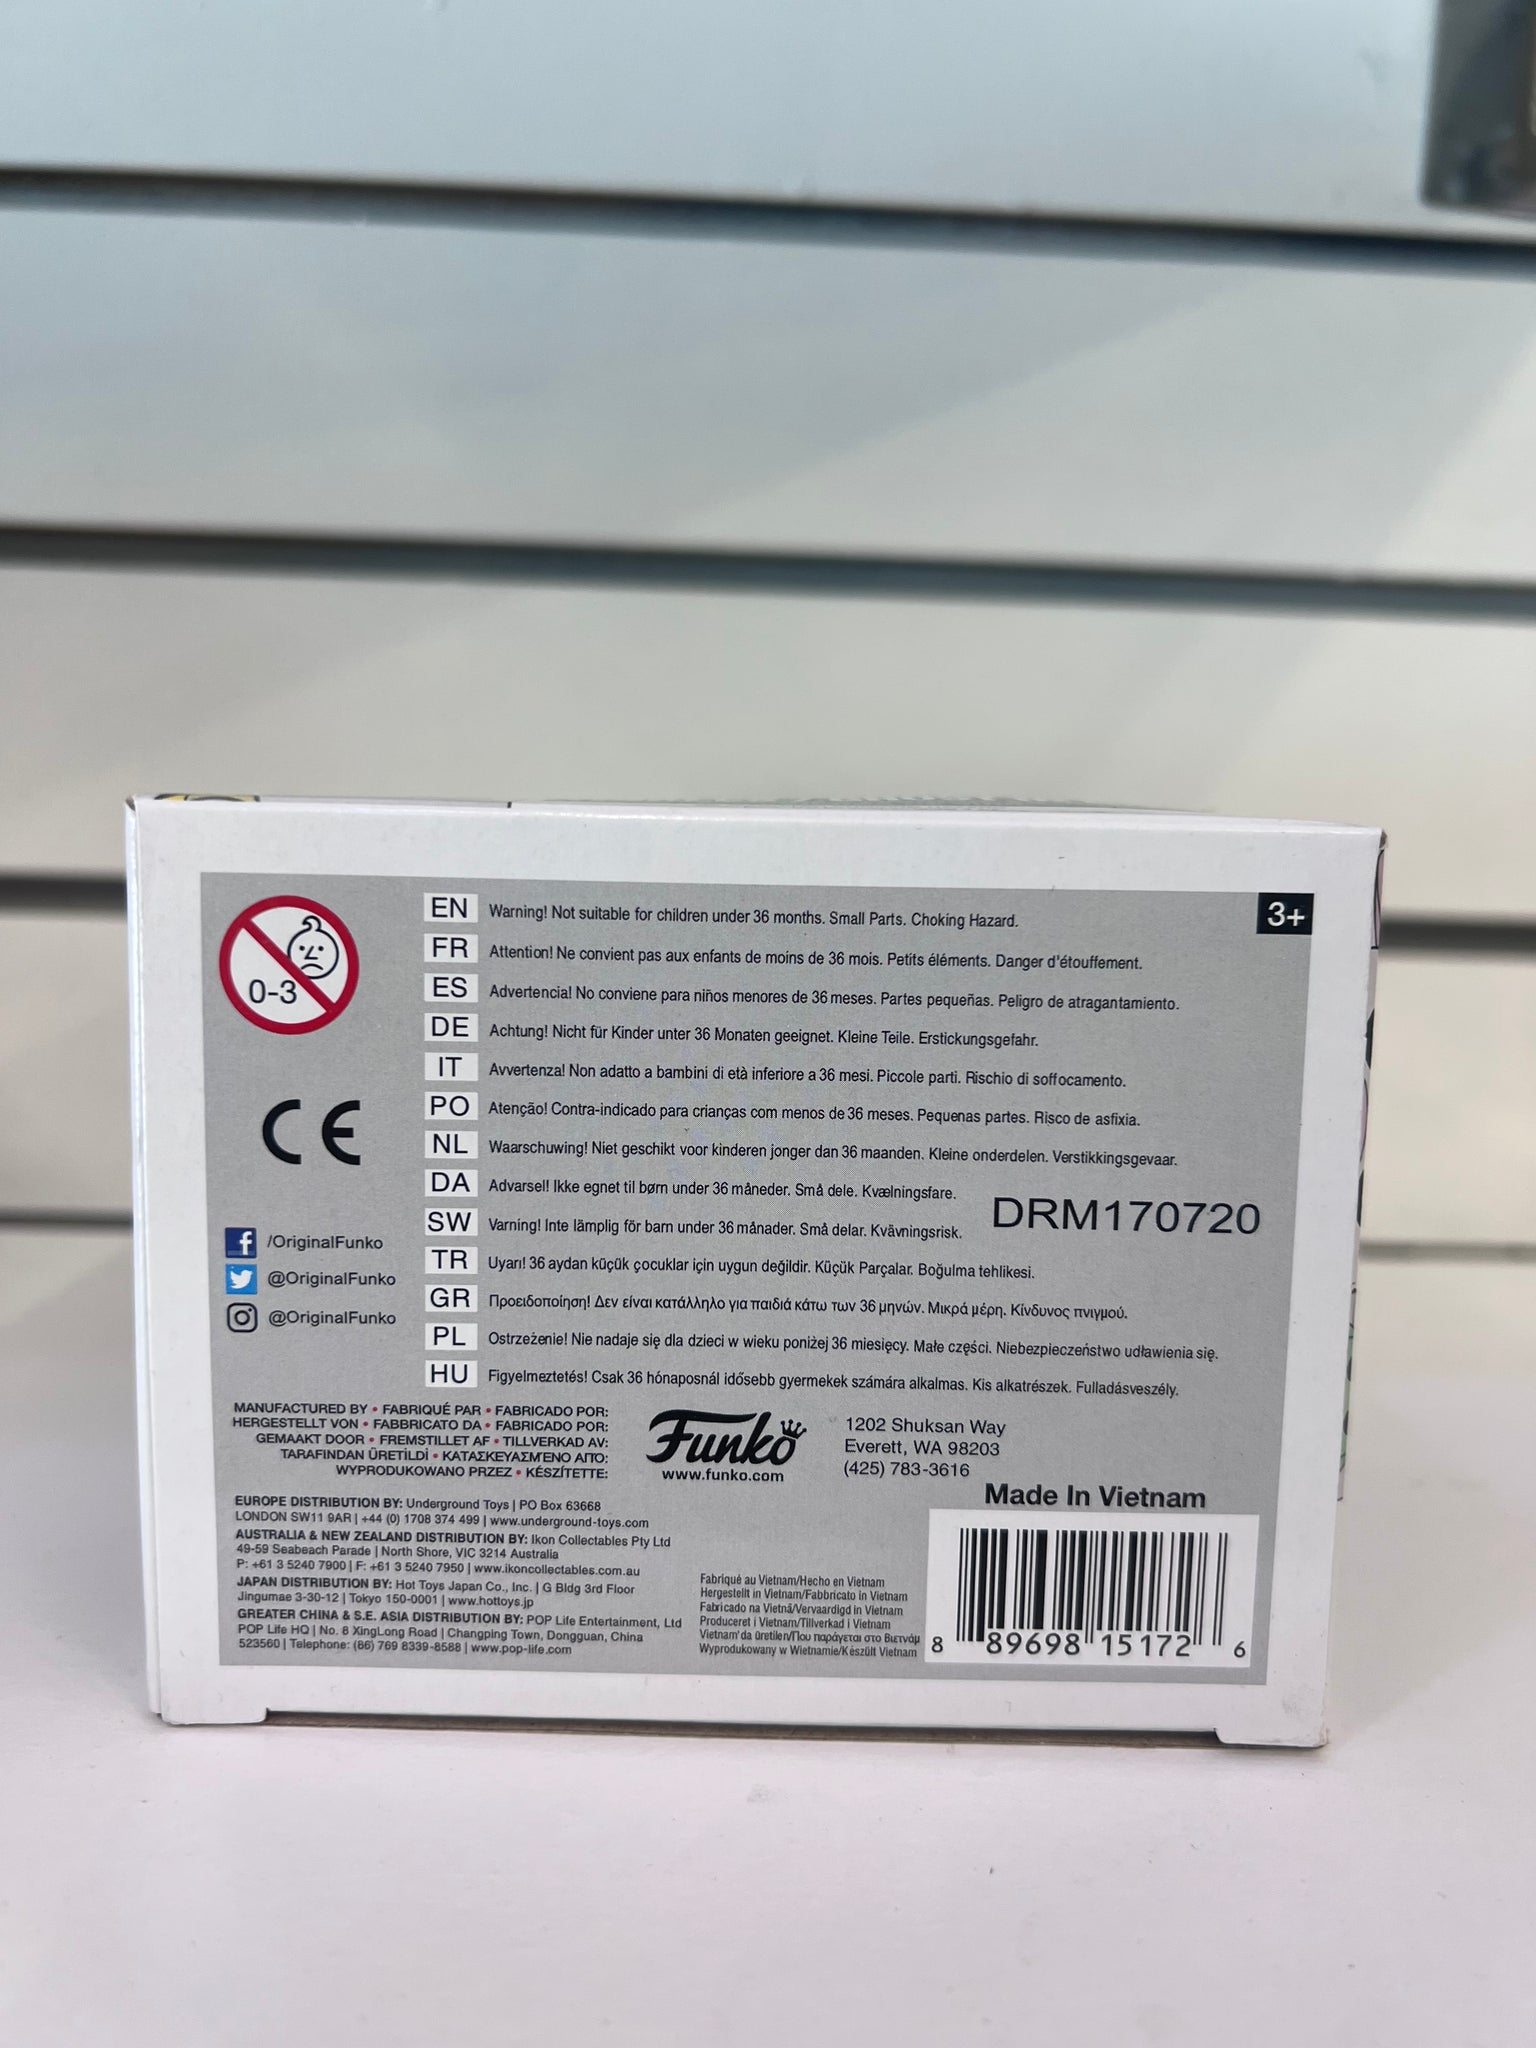 0-3
EN Warning! Not suitable for children under 36 months. Small Parts. Choking Hazard.
3+
FR Attention! Ne convient pas aux enfants de moins de 36 mois. Petits éléments. Danger d'étouffement.
ES Advertencia! No conviene para niños menores de 36 meses. Partes pequeñas. Peligro de atragantamiento.
DE Achtung! Nicht für Kinder unter 36 Monaten geeignet. Kleine Teile. Erstickungsgefahr.
IT Avvertenza! Non adatto a bambini di età inferiore a 36 mesi. Piccole parti. Rischio di soffocamento.
PO Atenção! Contra-indicado para crianças com menos de 36 meses. Pequenas partes. Risco de asfixia.
NL Waarschuwing! Niet geschikt voor kinderen jonger dan 36 maanden. Kleine onderdelen. Verstikkingsgevaar.
DA Advarsel! Ikke egnet til børn under 36 måneder. Små dele. Kvælningsfare.
SW Varning! Inte lämplig för barn under 36 månader. Små delar. Kvävningsrisk.
TR Uyarı! 36 aydan küçük çocuklar için uygun değildir. Küçük Parçalar. Boğulma tehlikesi.
GR Προειδοποίηση! Δεν είναι κατάλληλο για παιδιά κάτω των 36 μηνών. Μικρά μέρη. Κίνδυνος πνιγμού.
PL Ostrzeżenie! Nie nadaje się dla dzieci w wieku poniżej 36 miesięcy. Małe części. Niebezpieczeństwo udławienia się.
HU Figyelmeztetés! Csak 36 hónaposnál idősebb gyermekek számára alkalmas. Kis alkatrészek. Fulladásveszély.
DRM170720
CE
/OriginalFunko
@OriginalFunko
@OriginalFunko
MANUFACTURED BY • FABRIQUÉ PAR • FABRICADO POR:
HERGESTELLT VON • FABBRICATO DA • FABRICADO POR:
GEMAAKT DOOR • FREMSTILLET AF • TILLVERKAD AV:
TARAFINDAN ÜRETİLDİ • ΚΑΤΑΣΚΕΥΑΣΜΈΝΟ ΑΠΌ:
WYPRODUKOWANO PRZEZ • KÉSZÍTETTE:
Funko
www.funko.com
1202 Shuksan Way
Everett, WA 98203
(425) 783-3616
EUROPE DISTRIBUTION BY: Underground Toys | PO Box 63668
LONDON SW11 9AR | +44 (0) 1708 374 499 | www.underground-toys.com
AUSTRALIA & NEW ZEALAND DISTRIBUTION BY: Ikon Collectables Pty Ltd
49-59 Seabeach Parade | North Shore, VIC 3214 Australia
P: +61 3 5240 7900 | F: +61 3 5240 7950 | www.ikoncollectables.com.au
JAPAN DISTRIBUTION BY: Hot Toys Japan Co., Inc. | G Bldg 3rd Floor
Jingumae 3-30-12 | Tokyo 150-0001 | www.hottoys.jp
GREATER CHINA & S.E. ASIA DISTRIBUTION BY: POP Life Entertainment, Ltd
POP Life HQ | No. 8 XingLong Road | Changping Town, Dongguan, China
523560 | Telephone: (86) 769 8339-8588 | www.pop-life.com
Fabriqué au Vietnam/Hecho en Vietnam
Hergestellt in Vietnam/Fabbricato in Vietnam
Fabricado na Vietnã/Vervaardigd in Vietnam
Produceret i Vietnam/Tillverkad i Vietnam
Vietnam'da üretilen/Που παράγεται στο Βιετνάμ
Wyprodukowany w Wietnamie/Készült Vietnam
Made In Vietnam
8 89698 15172 6